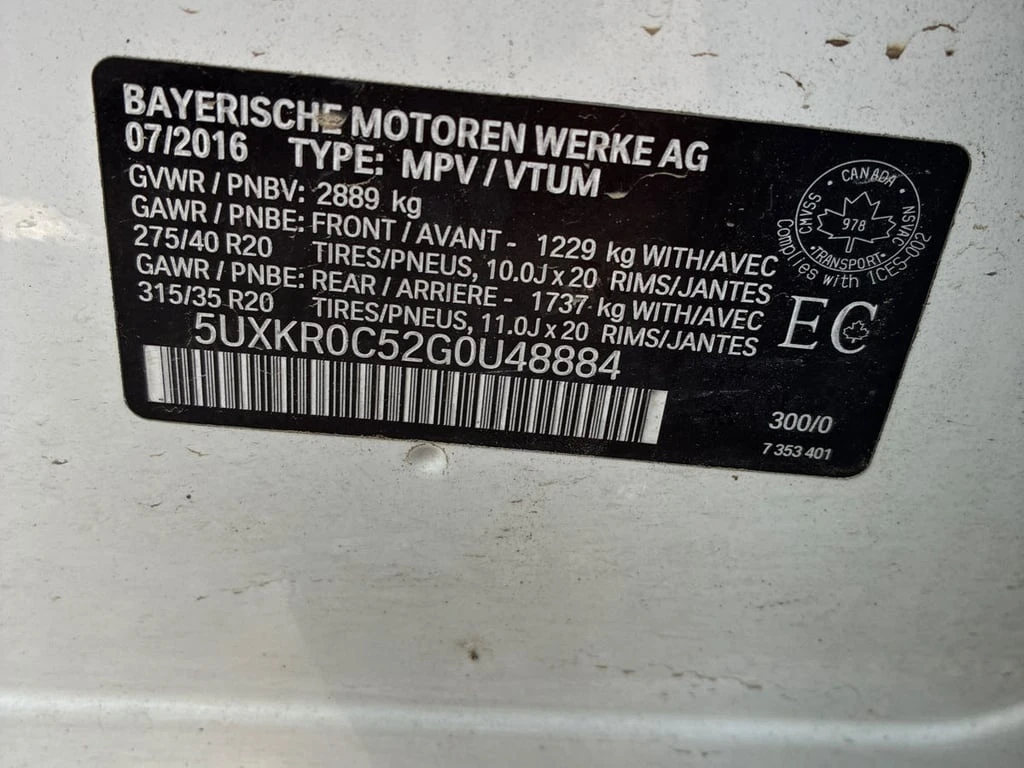 BAYERISCHE MOTOREN WERKE AG
07/2016 TYPE: MPV / VTUM
GVWR / PNBV: 2889 kg
GAWR / PNBE: FRONT / AVANT - 1229 kg WITH/AVEC
275/40 R20 TIRES/PNEUS, 10.0J x 20 RIMS/JANTES
GAWR / PNBE: REAR / ARRIERE - 1737 kg WITH/AVEC
315/35 R20 TIRES/PNEUS, 11.0J x 20 RIMS/JANTES
5UXKR0C52G0U48884
CANADA
CMVSS · NSVAC
978
TRANSPORT
Complies with ICES-002
EC
300/0
7 353 401